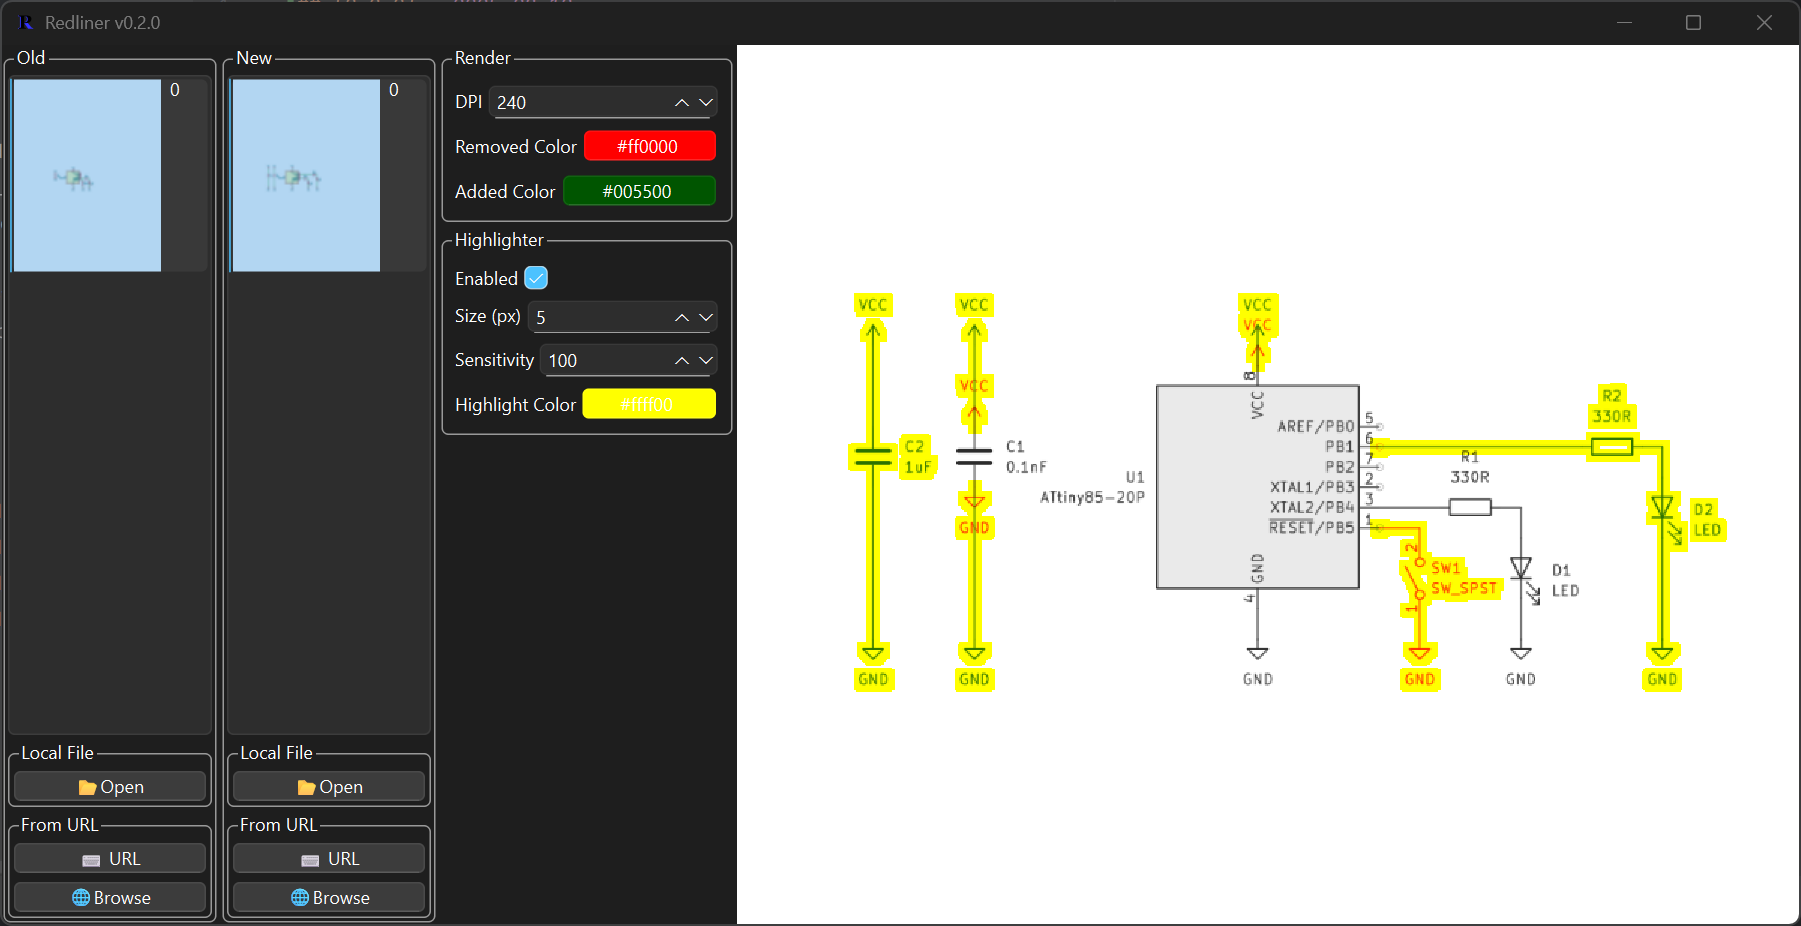 Redliner v0.2.0
Old
0
Local File
Open
From URL
URL
Browse
New
0
Local File
Open
From URL
URL
Browse
Render
DPI 240
Removed Color #ff0000
Added Color #005500
Highlighter
Enabled
Size (px) 5
Sensitivity 100
Highlight Color #ffff00
VCC
C2
1uF
GND
VCC
VCC
C1
0.1nF
GND
GND
VCC
VCC
8
VCC
U1
ATtiny85-20P
AREF/PB0 5
PB1 6
PB2 7
XTAL1/PB3 2
XTAL2/PB4 3
RESET/PB5 1
GND
4
GND
R2
330R
R1
330R
2
SW1
SW_SPST
1
GND
D1
LED
GND
D2
LED
GND